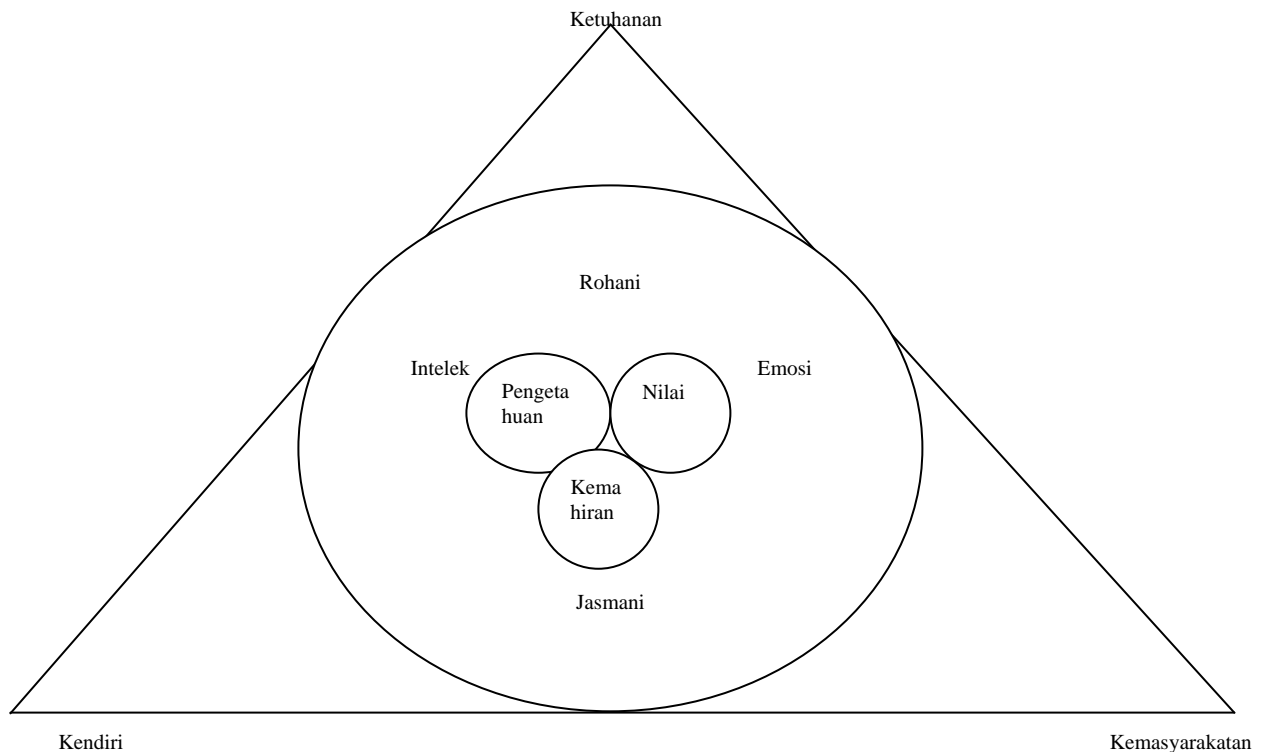 Ketuhanan
Rohani
Intelek
Emosi
Pengeta
huan
Nilai
Kema
hiran
Jasmani
Kendiri
Kemasyarakatan